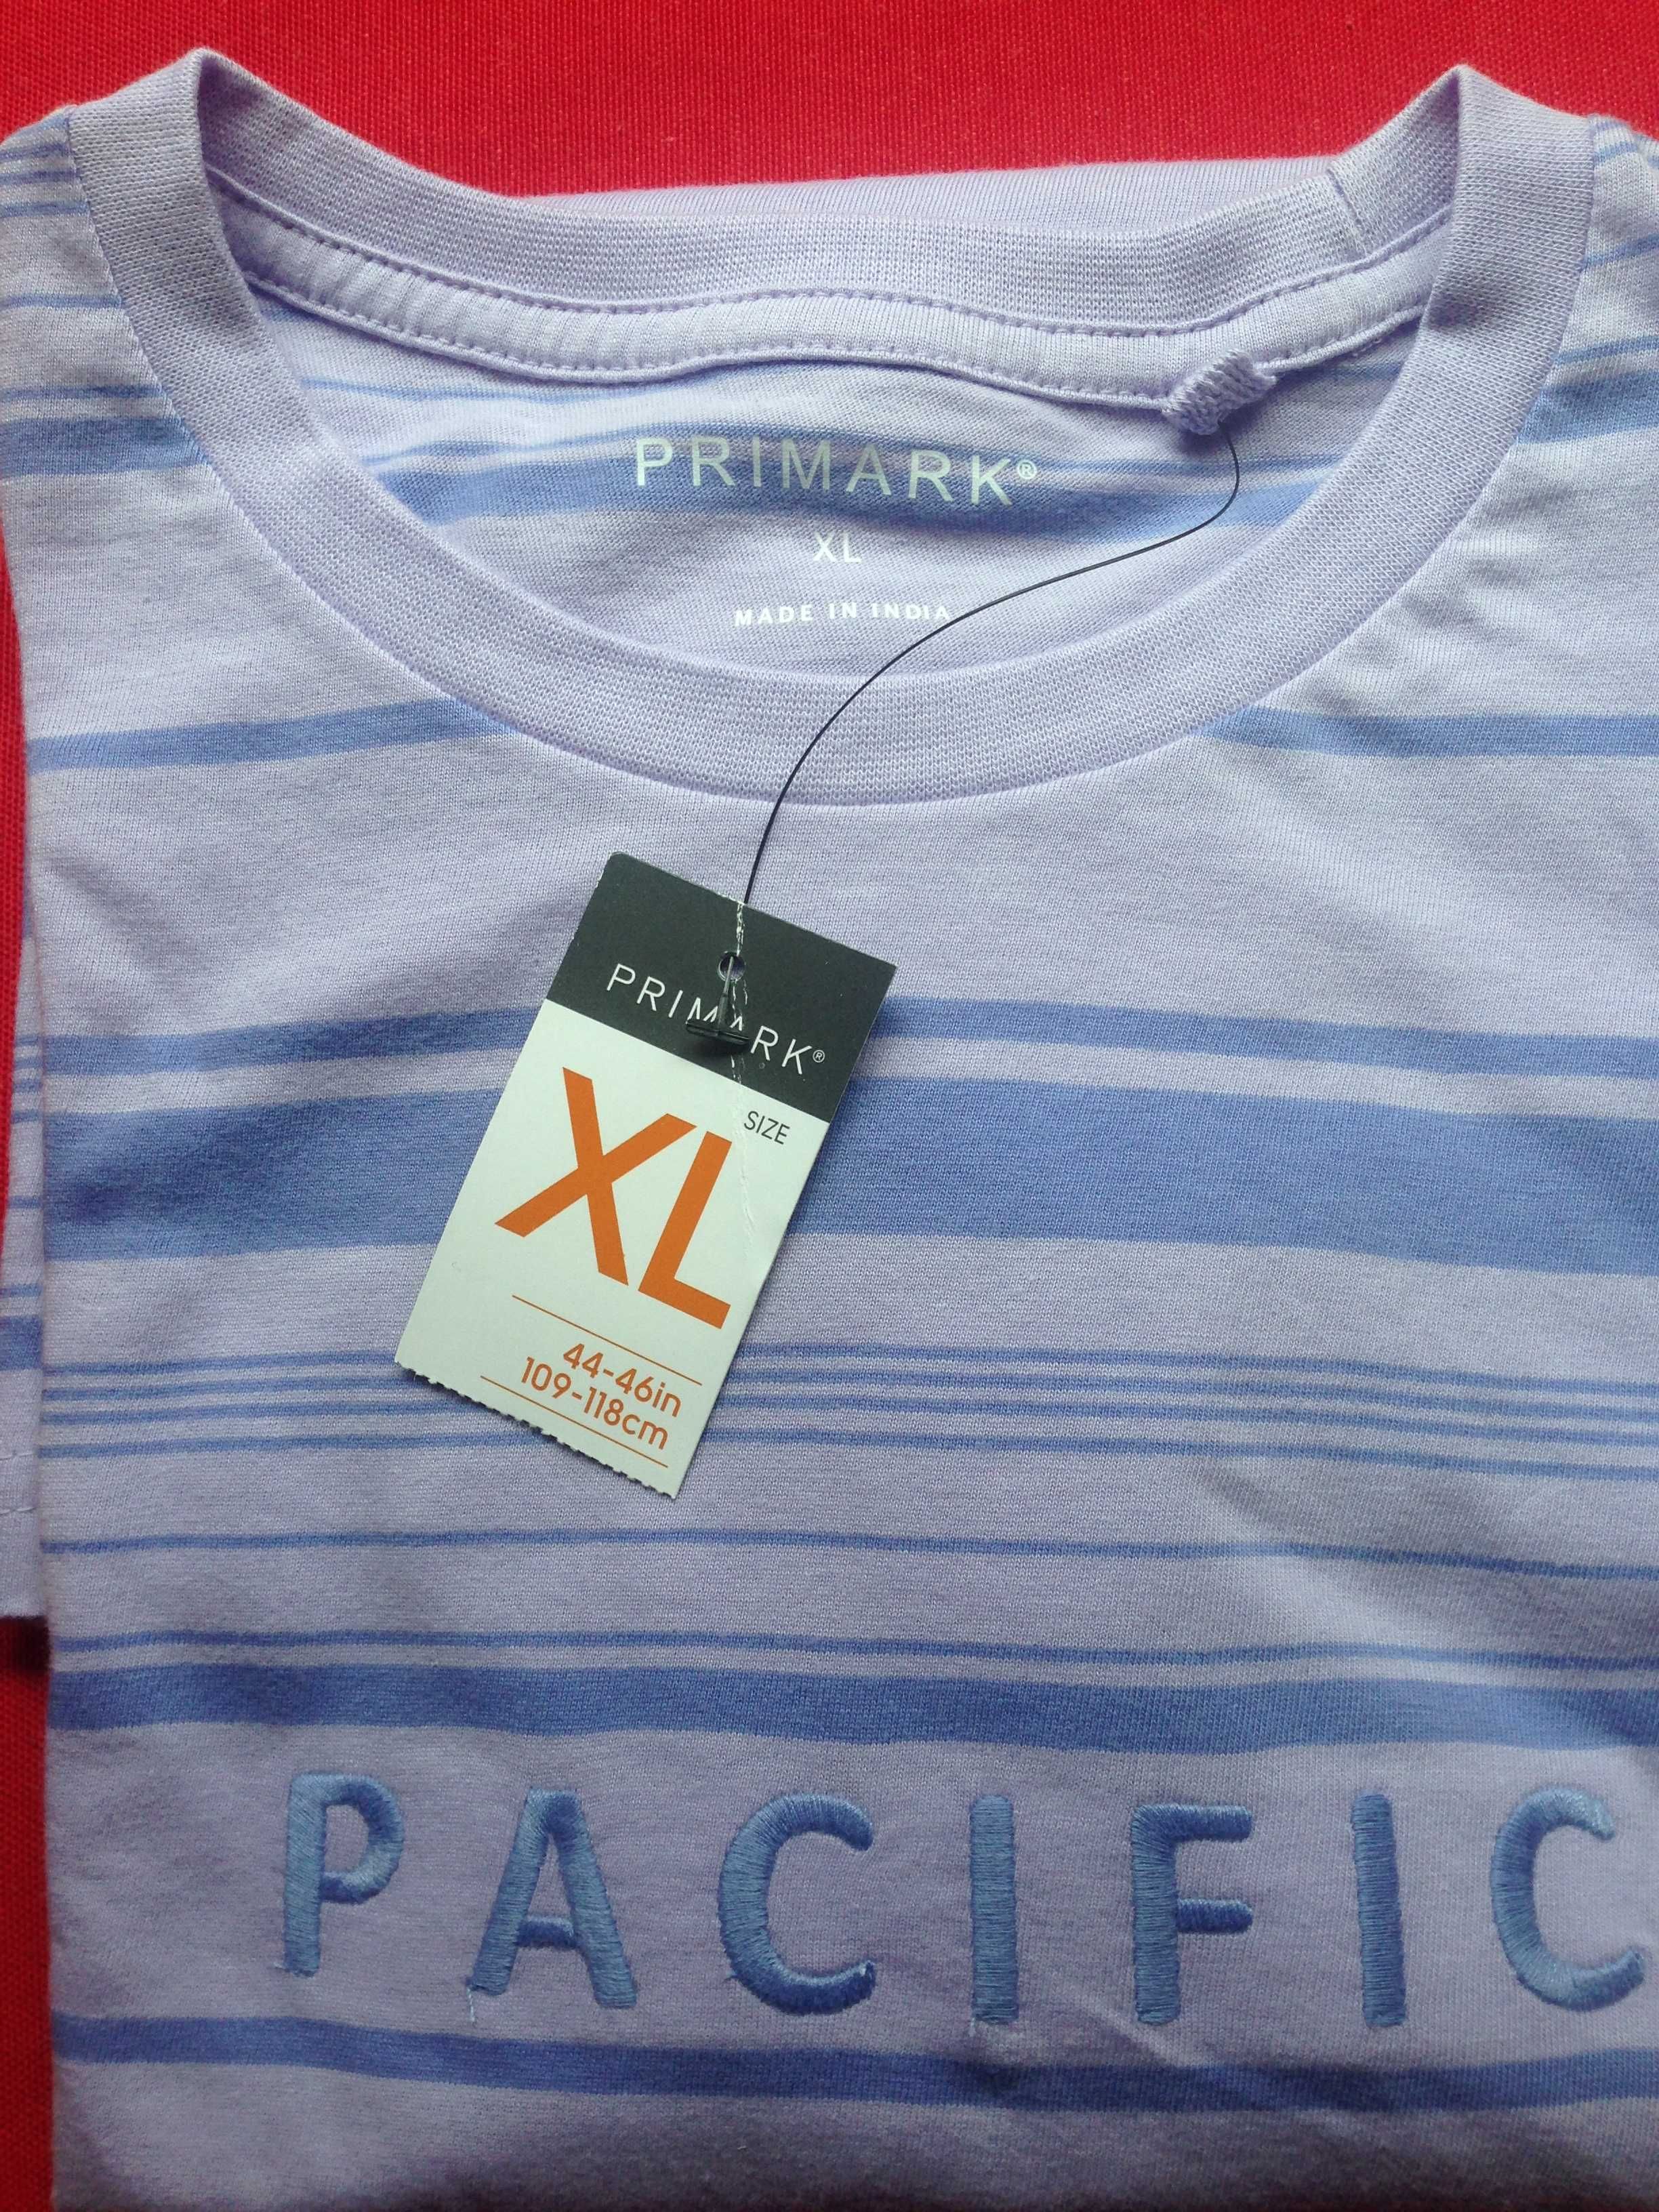 PRIMARK®
XL
MADE IN INDIA
PRIMARK®
SIZE
XL
44-46in
109-118cm
PACIFIC